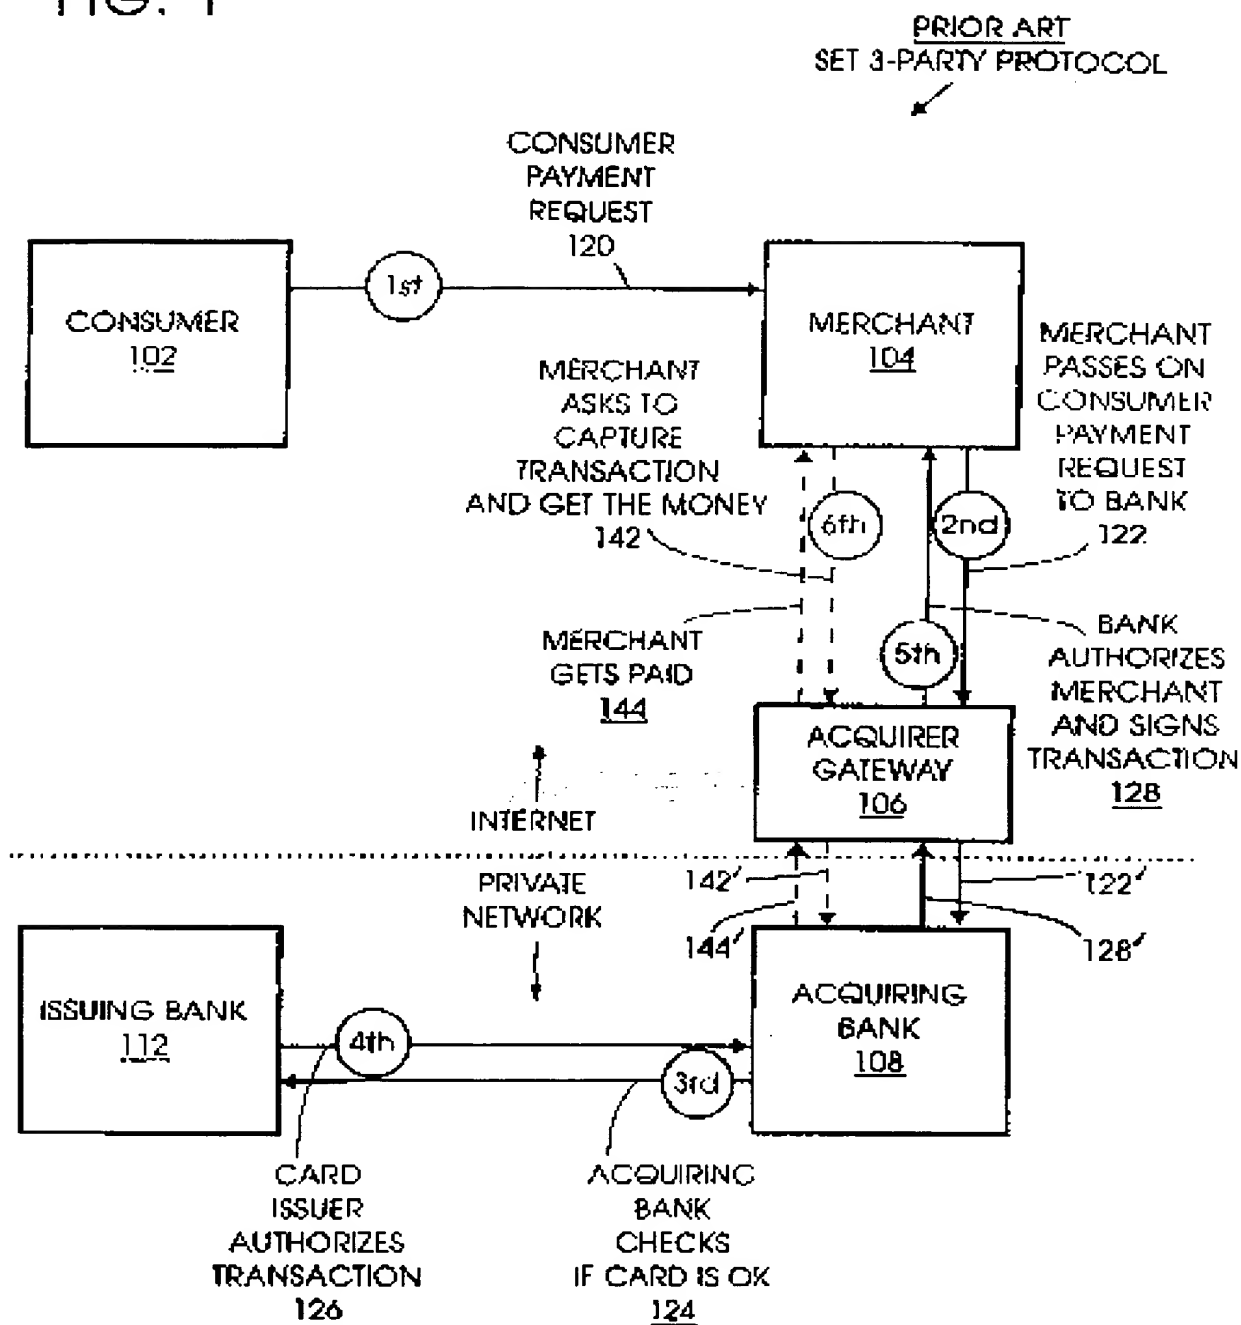 FIG. 1
PRIOR ART
SET 3-PARTY PROTOCOL
CONSUMER
PAYMENT
REQUEST
120
1st
CONSUMER
102
MERCHANT
104
MERCHANT
PASSES ON
CONSUMER
PAYMENT
REQUEST
TO BANK
122
MERCHANT
ASKS TO
CAPTURE
TRANSACTION
AND GET THE MONEY
142
6th
2nd
5th
MERCHANT
GETS PAID
144
BANK
AUTHORIZES
MERCHANT
AND SIGNS
TRANSACTION
128
ACQUIRER
GATEWAY
106
INTERNET
PRIVATE
NETWORK
142'
144'
122'
128'
ISSUING BANK
112
4th
3rd
ACQUIRING
BANK
108
CARD
ISSUER
AUTHORIZES
TRANSACTION
126
ACQUIRING
BANK
CHECKS
IF CARD IS OK
124